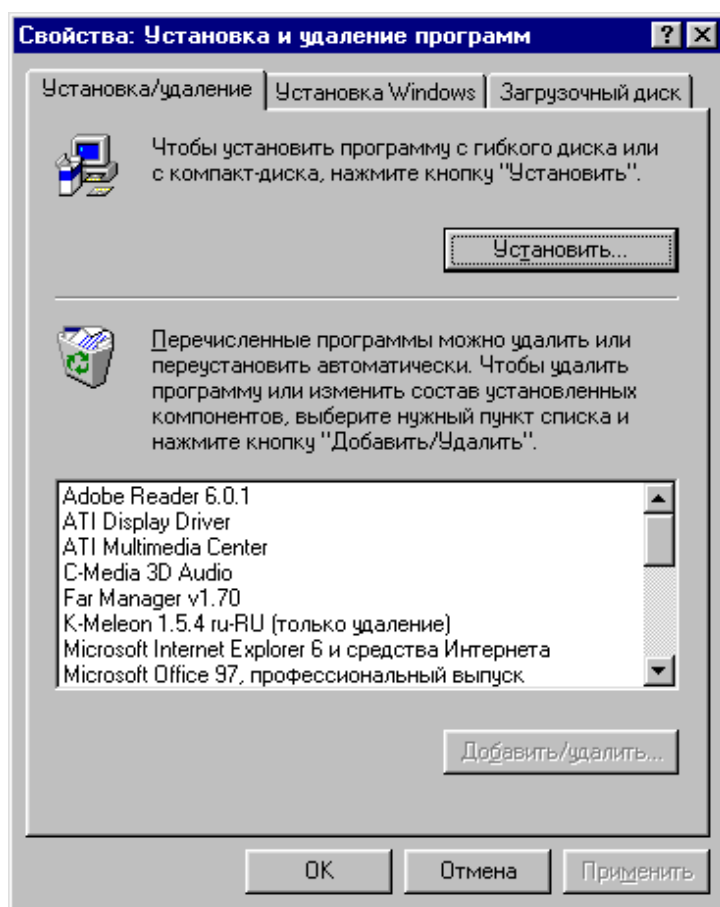 Свойства: Установка и удаление программ
Установка/удаление Установка Windows Загрузочный диск
Чтобы установить программу с гибкого диска или
с компакт-диска, нажмите кнопку "Установить".
Установить...
Перечисленные программы можно удалить или
переустановить автоматически. Чтобы удалить
программу или изменить состав установленных
компонентов, выберите нужный пункт списка и
нажмите кнопку "Добавить/Удалить".
Adobe Reader 6.0.1
ATI Display Driver
ATI Multimedia Center
C-Media 3D Audio
Far Manager v1.70
K-Meleon 1.5.4 ru-RU (только удаление)
Microsoft Internet Explorer 6 и средства Интернета
Microsoft Office 97, профессиональный выпуск
Добавить/удалить...
OK Отмена Применить